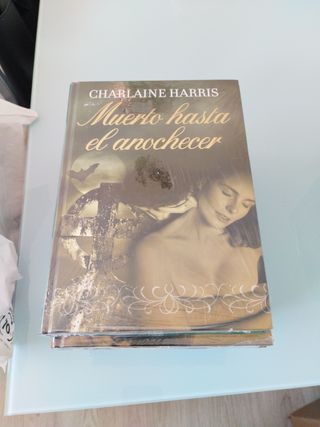 CHARLAINE HARRIS
Muerto hasta
el anochecer